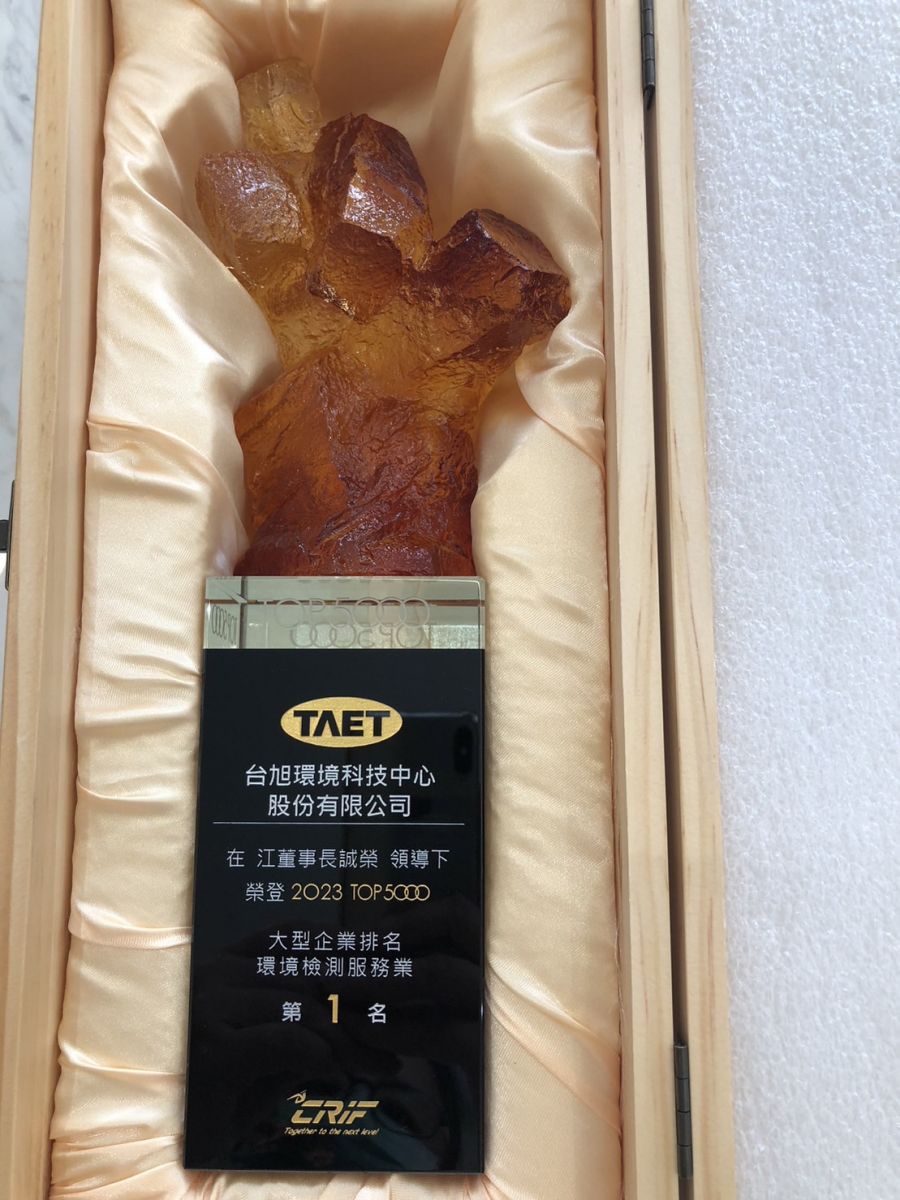 TOP5000
TOP5000
TAET
台旭環境科技中心
股份有限公司
在 江董事長誠榮 領導下
榮登 2023 TOP5000
大型企業排名
環境檢測服務業
第 1 名
CRIF
Together to the next level